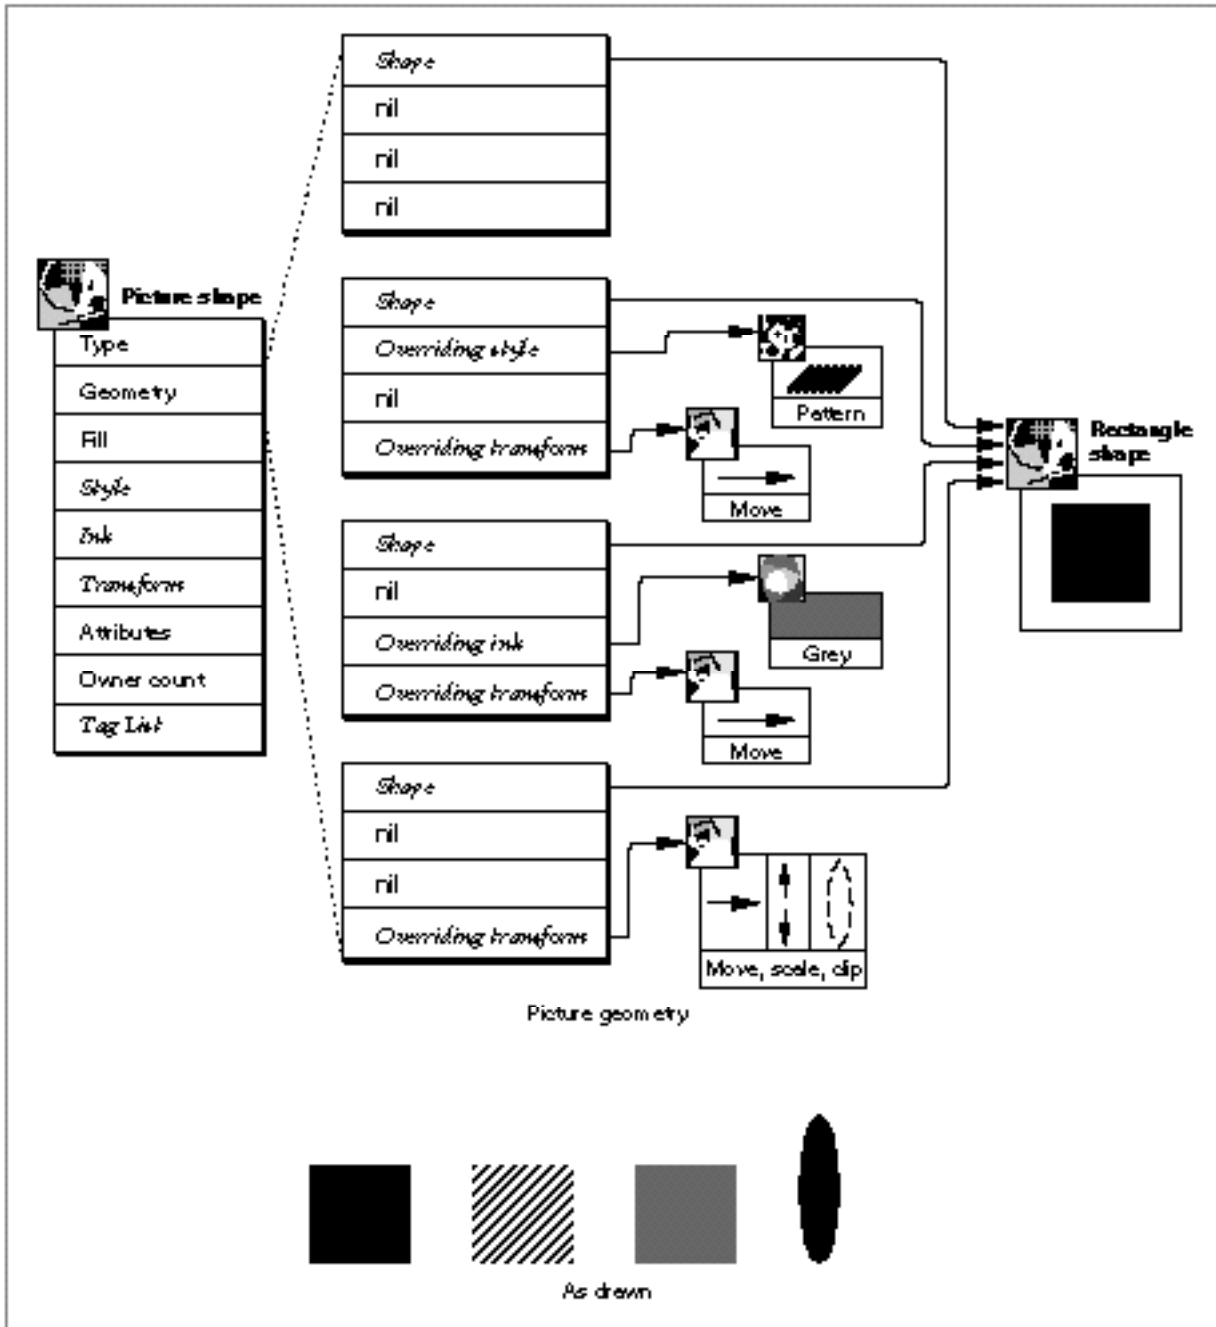 Shape
nil
nil
nil
Picture shape
Type
Geometry
Fill
Style
Ink
Transform
Attributes
Owner count
Tag List
Shape
Overriding style
nil
Overriding transform
Pattern
Move
Rectangle
shape
Shape
nil
Overriding ink
Overriding transform
Grey
Move
Shape
nil
nil
Overriding transform
Move, scale, clip
Picture geometry
As drawn